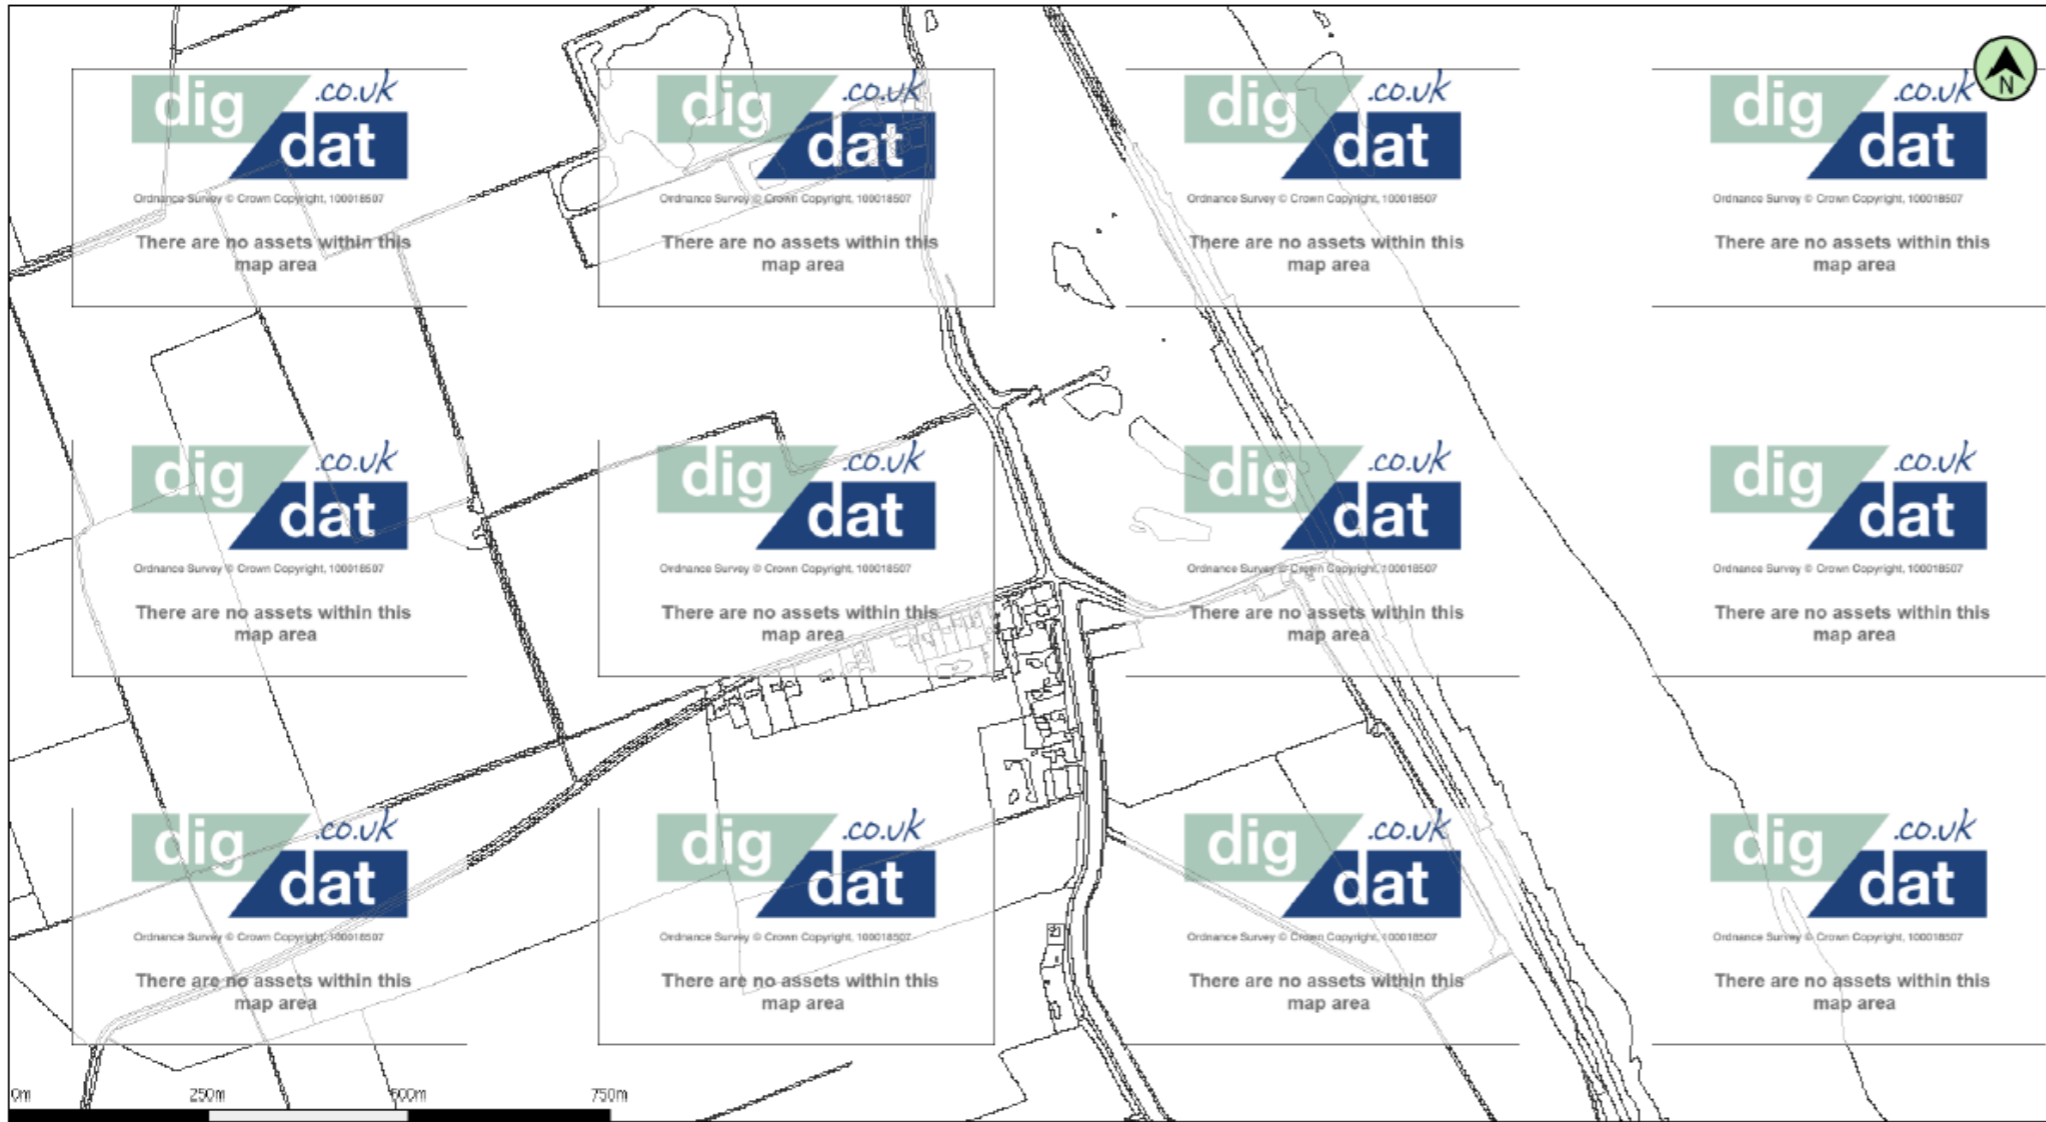 dig .co.uk dig .co.uk dig .co.uk dig .co.uk N
dat dat dat dat
Ordnance Survey © Crown Copyright, 100018507 Ordnance Survey © Crown Copyright, 100018507 Ordnance Survey © Crown Copyright, 100018507 Ordnance Survey © Crown Copyright, 100018507
There are no assets within this There are no assets within this There are no assets within this There are no assets within this
map area map area map area map area
dig .co.uk dig .co.uk dig .co.uk dig .co.uk
dat dat dat dat
Ordnance Survey © Crown Copyright, 100018507 Ordnance Survey © Crown Copyright, 100018507 Ordnance Survey © Crown Copyright, 100018507 Ordnance Survey © Crown Copyright, 100018507
There are no assets within this There are no assets within this There are no assets within this There are no assets within this
map area map area map area map area
dig .co.uk dig .co.uk dig .co.uk dig .co.uk
dat dat dat dat
Ordnance Survey © Crown Copyright, 100018507 Ordnance Survey © Crown Copyright, 100018507 Ordnance Survey © Crown Copyright, 100018507 Ordnance Survey © Crown Copyright, 100018507
There are no assets within this There are no assets within this There are no assets within this There are no assets within this
map area map area map area map area
0m 250m 500m 750m